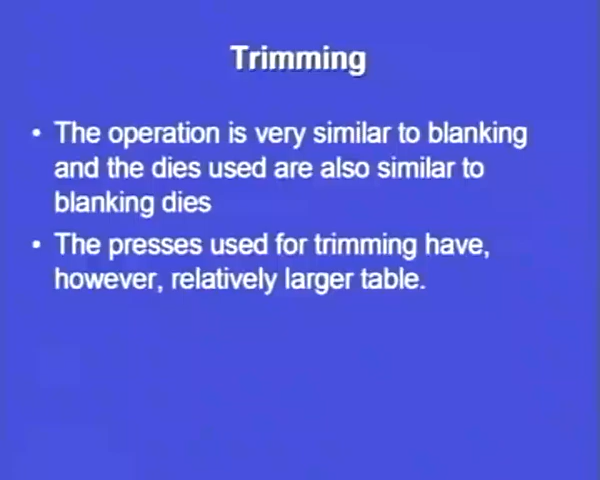 Trimming
• The operation is very similar to blanking
and the dies used are also similar to
blanking dies
• The presses used for trimming have,
however, relatively larger table.